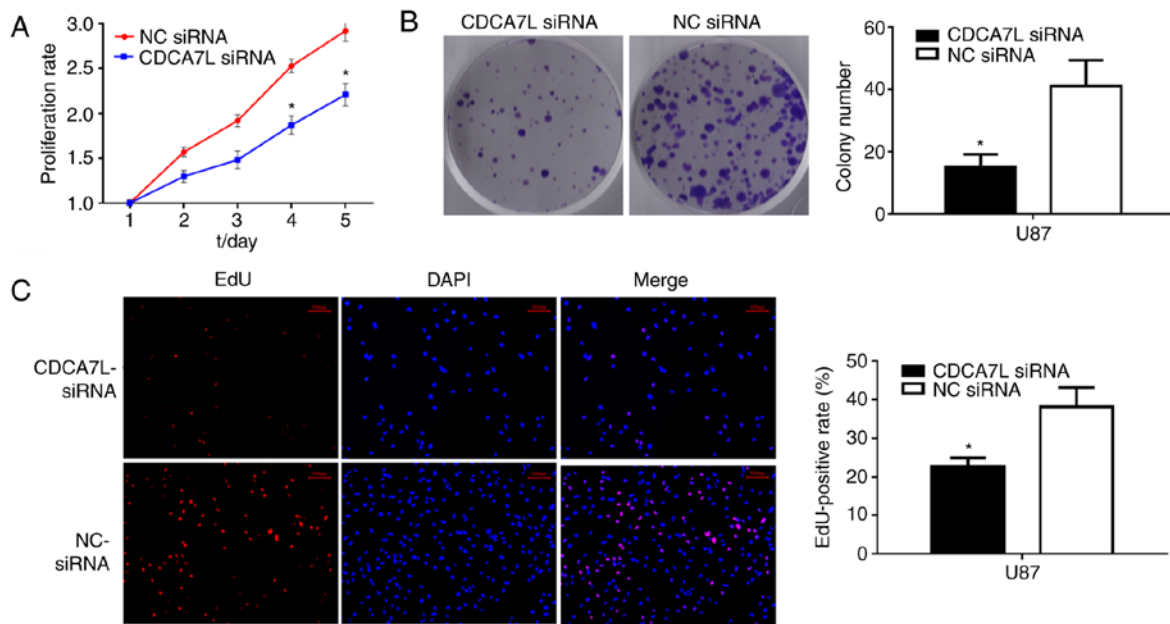 A
Proliferation rate
3.0
2.5
2.0
1.5
1.0
NC siRNA
CDCA7L siRNA
*
*
1 2 3 4 5
t/day
B
CDCA7L siRNA NC siRNA
Colony number
60
40
20
0
CDCA7L siRNA
NC siRNA
*
U87
C
EdU DAPI Merge
CDCA7L-
siRNA
NC-
siRNA
EdU-positive rate (%)
50
40
30
20
10
0
CDCA7L siRNA
NC siRNA
*
U87